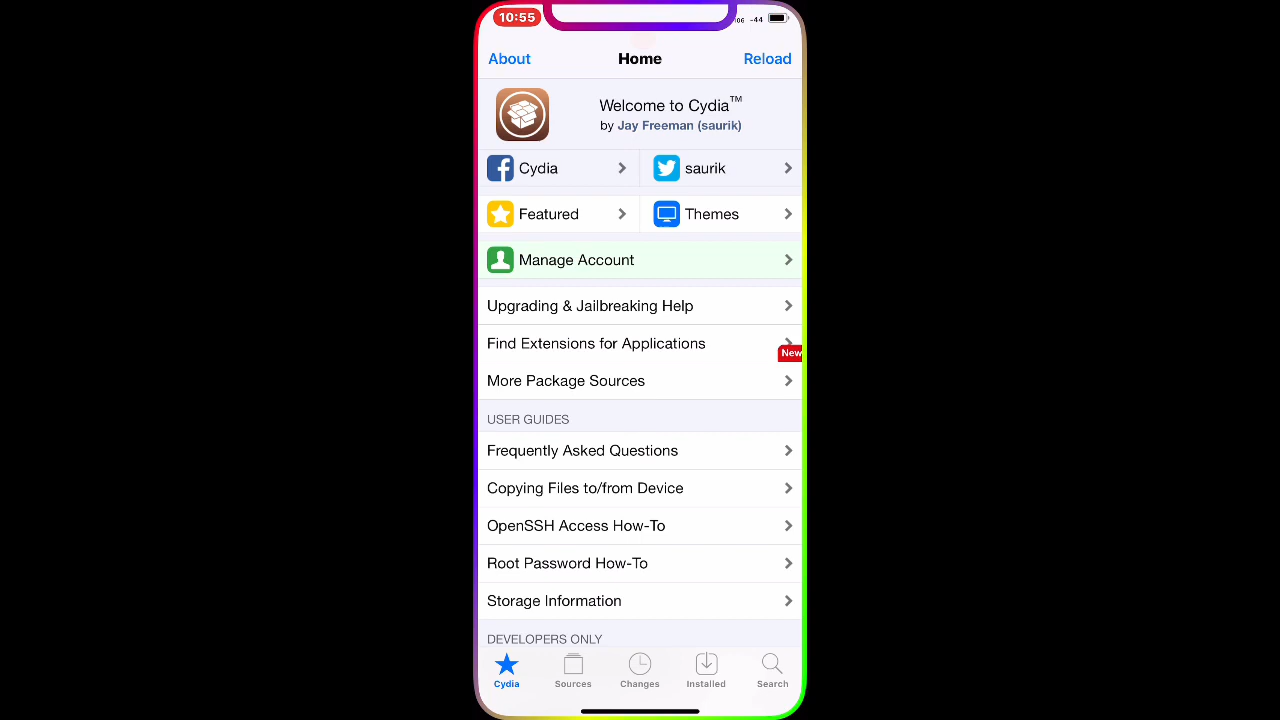 10:55
106 -44
About Home Reload
Welcome to Cydia™
by Jay Freeman (saurik)
Cydia saurik
Featured Themes
Manage Account
Upgrading & Jailbreaking Help
Find Extensions for Applications
New
More Package Sources
USER GUIDES
Frequently Asked Questions
Copying Files to/from Device
OpenSSH Access How-To
Root Password How-To
Storage Information
DEVELOPERS ONLY
Cydia Sources Changes Installed Search